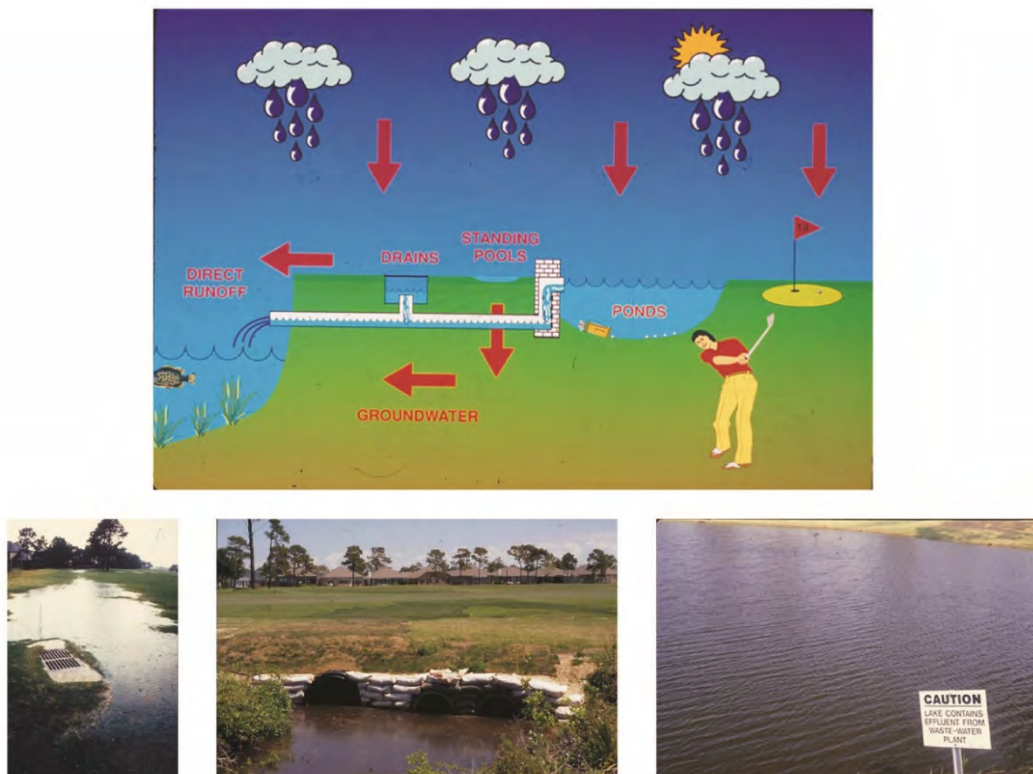 STANDING
POOLS
DRAINS
DIRECT
RUNOFF
PONDS
GROUNDWATER
CAUTION
LAKE CONTAINS
EFFLUENT FROM
WASTE-WATER
PLANT